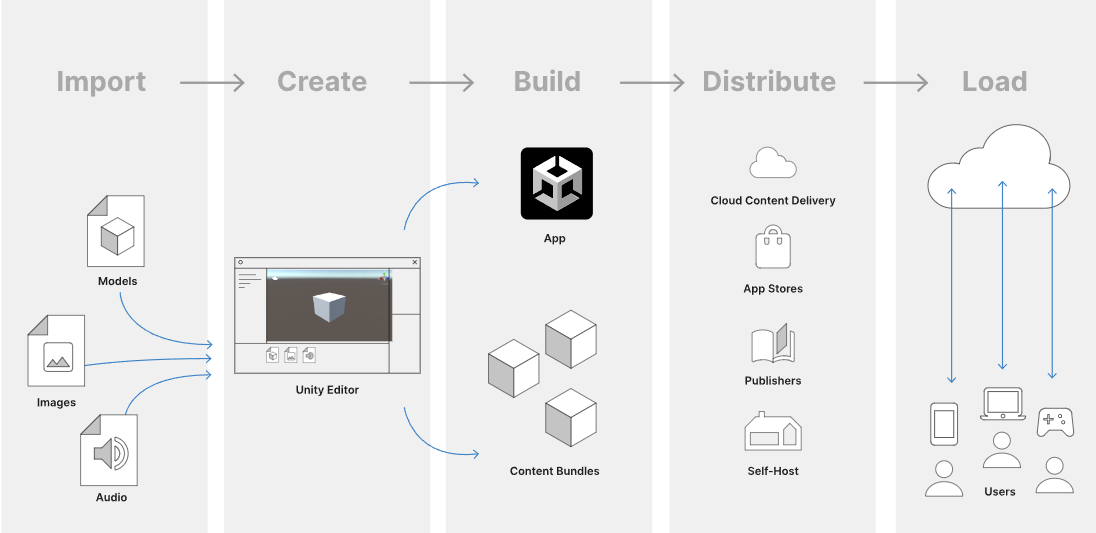 Import
Create
Build
Distribute
Load
Models
Images
Audio
Unity Editor
App
Content Bundles
Cloud Content Delivery
App Stores
Publishers
Self-Host
Users